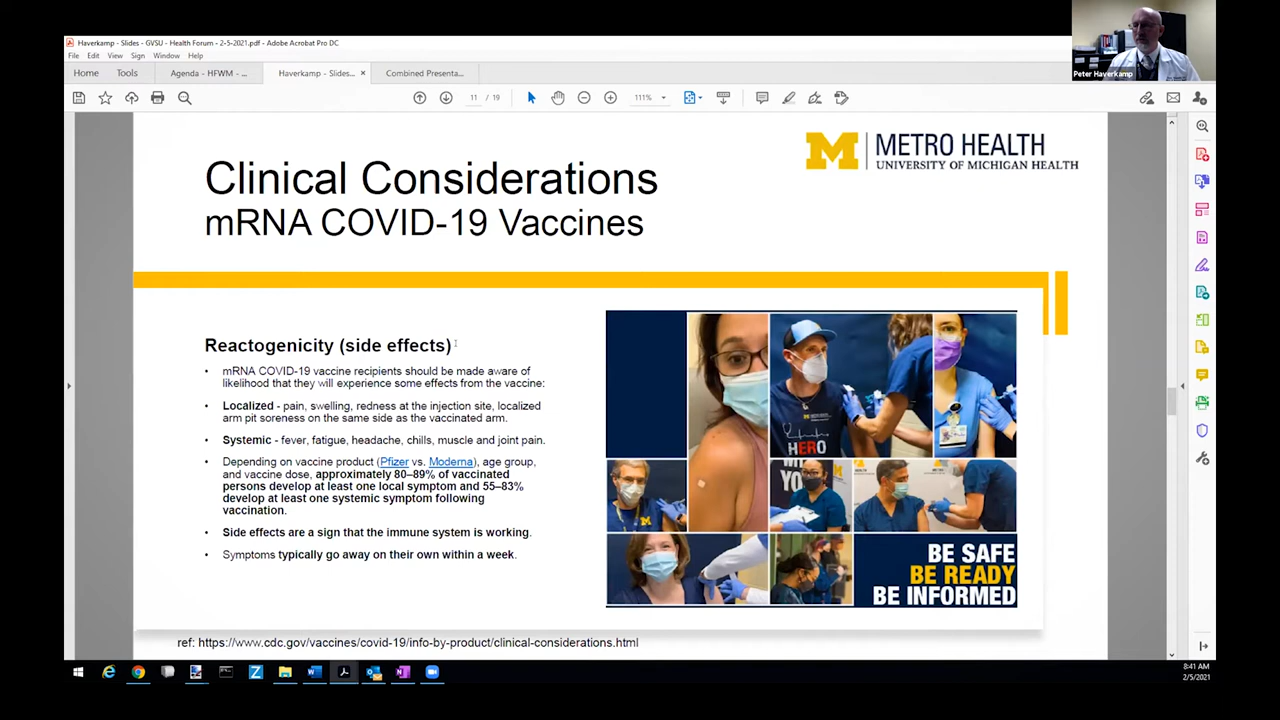 Haverkamp - Slides - GVSU - Health Forum - 2-5-2021.pdf - Adobe Acrobat Pro DC
File Edit View Sign Window Help
Home Tools Agenda - HFWM - ... Haverkamp - Slides... × Combined Presenta...
Peter Haverkamp
11 / 19 111%
METRO HEALTH
UNIVERSITY OF MICHIGAN HEALTH
Clinical Considerations
mRNA COVID-19 Vaccines
Reactogenicity (side effects)
• mRNA COVID-19 vaccine recipients should be made aware of
likelihood that they will experience some effects from the vaccine:
• Localized - pain, swelling, redness at the injection site, localized
arm pit soreness on the same side as the vaccinated arm.
• Systemic - fever, fatigue, headache, chills, muscle and joint pain.
• Depending on vaccine product (Pfizer vs. Moderna), age group,
and vaccine dose, approximately 80–89% of vaccinated
persons develop at least one local symptom and 55–83%
develop at least one systemic symptom following
vaccination.
• Side effects are a sign that the immune system is working.
• Symptoms typically go away on their own within a week.
HERO
BE SAFE
BE READY
BE INFORMED
ref: https://www.cdc.gov/vaccines/covid-19/info-by-product/clinical-considerations.html
8:41 AM
2/5/2021